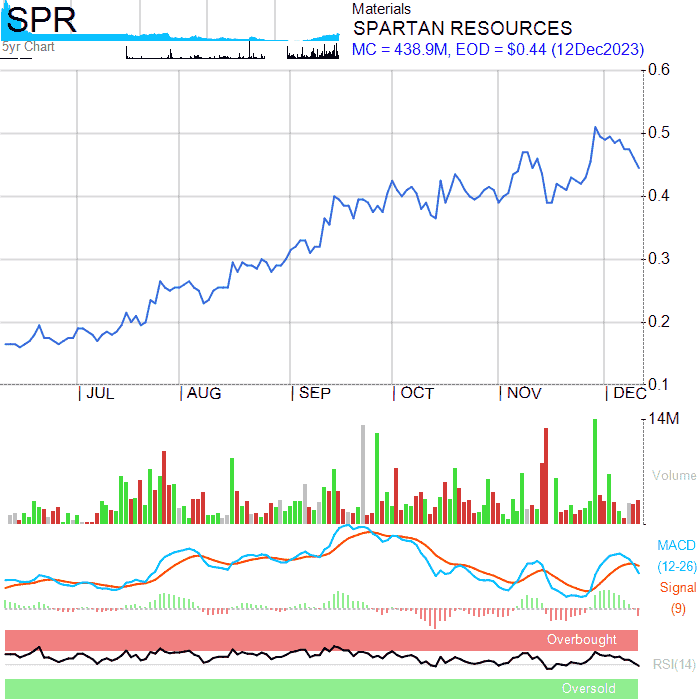 SPR
5yr Chart
Materials
SPARTAN RESOURCES
MC = 438.9M, EOD = $0.44 (12Dec2023)
0.6
0.5
0.4
0.3
0.2
0.1
JUL
AUG
SEP
OCT
NOV
DEC
14M
Volume
MACD
(12-26)
Signal
(9)
Overbought
RSI(14)
Oversold